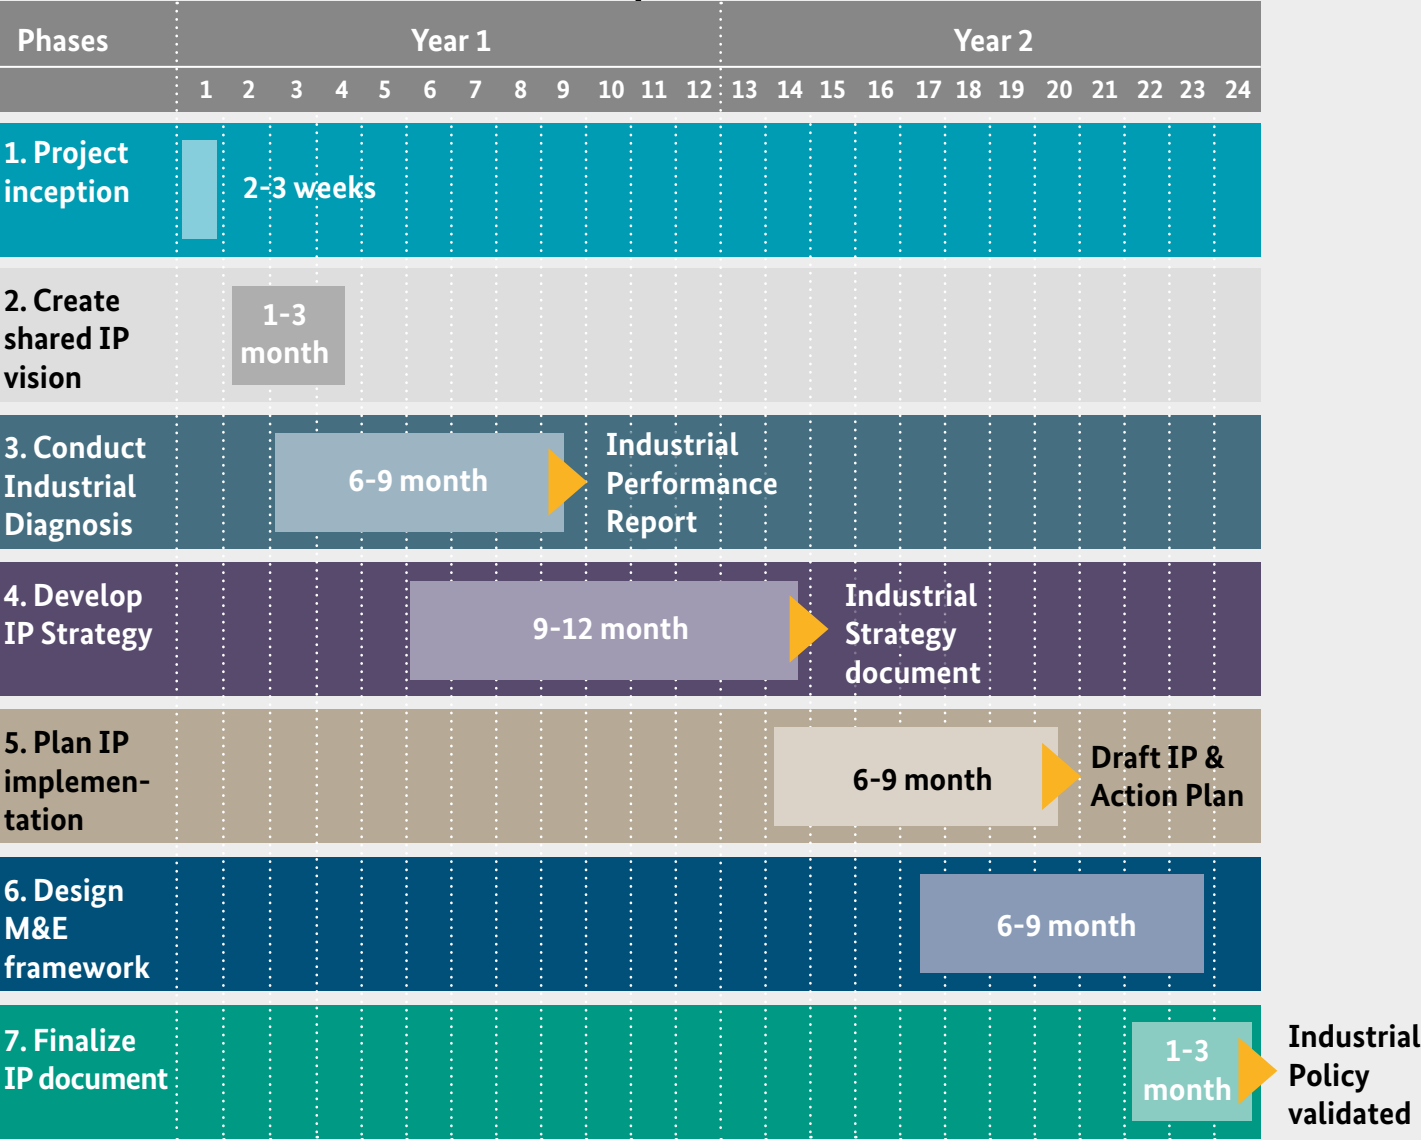 Phases Year 1 Year 2
1 2 3 4 5 6 7 8 9 10 11 12 13 14 15 16 17 18 19 20 21 22 23 24
1. Project
inception
2-3 weeks
2. Create
shared IP
vision
1-3
month
3. Conduct
Industrial
Diagnosis
6-9 month
Industrial
Performance
Report
4. Develop
IP Strategy
9-12 month
Industrial
Strategy
document
5. Plan IP
implemen-
tation
6-9 month
Draft IP &
Action Plan
6. Design
M&E
framework
6-9 month
7. Finalize
IP document
1-3
month
Industrial
Policy
validated